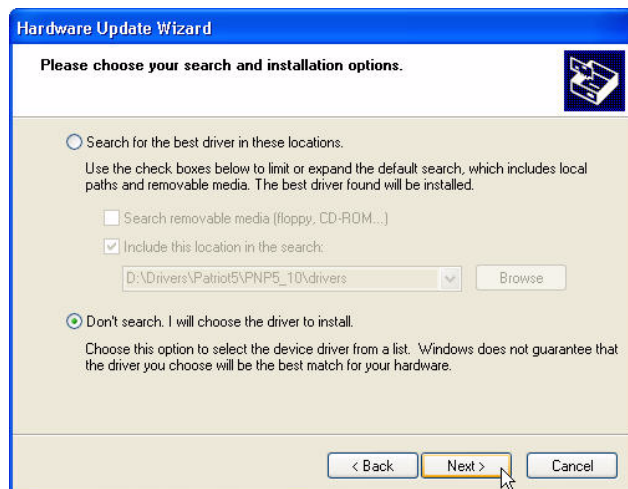 Hardware Update Wizard
Please choose your search and installation options.
Search for the best driver in these locations.
Use the check boxes below to limit or expand the default search, which includes local
paths and removable media. The best driver found will be installed.
Search removable media (floppy, CD-ROM...)
Include this location in the search:
D:\Drivers\Patriot5\PNP5_10\drivers
Browse
Don't search. I will choose the driver to install.
Choose this option to select the device driver from a list. Windows does not guarantee that
the driver you choose will be the best match for your hardware.
< Back Next > Cancel